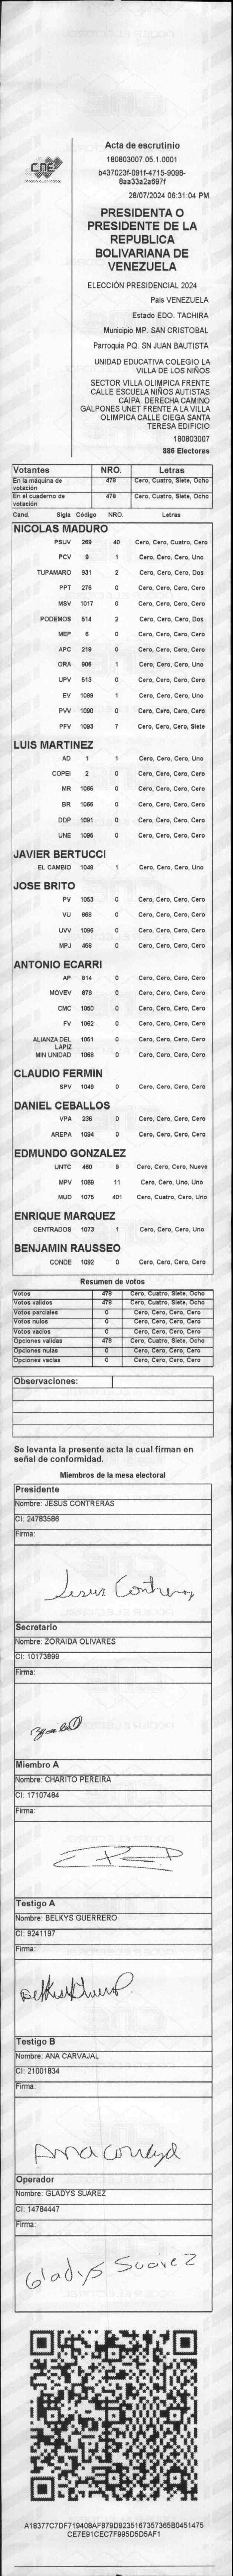 CNE
Acta de escrutinio
180803007.05.1.0001
b437023f-091f-4715-9098-
8aa33a2a697f
28/07/2024 06:31:04 PM
PRESIDENTA O
PRESIDENTE DE LA
REPUBLICA
BOLIVARIANA DE
VENEZUELA
ELECCIÓN PRESIDENCIAL 2024
País VENEZUELA
Estado EDO. TACHIRA
Municipio MP. SAN CRISTOBAL
Parroquia PQ. SN JUAN BAUTISTA
UNIDAD EDUCATIVA COLEGIO LA
VILLA DE LOS NIÑOS
SECTOR VILLA OLIMPICA FRENTE
CALLE ESCUELA NIÑOS AUTISTAS
CAIPA. DERECHA CAMINO
GALPONES UNET FRENTE A LA VILLA
OLIMPICA CALLE CIEGA SANTA
TERESA EDIFICIO
180803007
886 Electores
Votantes NRO. Letras
En la máquina de votación 478 Cero, Cuatro, Siete, Ocho
En el cuaderno de votación 478 Cero, Cuatro, Siete, Ocho
Cand. Sigla Código NRO. Letras
NICOLAS MADURO
PSUV 269 40 Cero, Cero, Cuatro, Cero
PCV 9 1 Cero, Cero, Cero, Uno
TUPAMARO 931 2 Cero, Cero, Cero, Dos
PPT 276 0 Cero, Cero, Cero, Cero
MSV 1017 0 Cero, Cero, Cero, Cero
PODEMOS 514 2 Cero, Cero, Cero, Dos
MEP 6 0 Cero, Cero, Cero, Cero
APC 219 0 Cero, Cero, Cero, Cero
ORA 906 1 Cero, Cero, Cero, Uno
UPV 513 0 Cero, Cero, Cero, Cero
EV 1089 1 Cero, Cero, Cero, Uno
PVV 1090 0 Cero, Cero, Cero, Cero
PFV 1093 7 Cero, Cero, Cero, Siete
LUIS MARTINEZ
AD 1 1 Cero, Cero, Cero, Uno
COPEI 2 0 Cero, Cero, Cero, Cero
MR 1065 0 Cero, Cero, Cero, Cero
BR 1066 0 Cero, Cero, Cero, Cero
DDP 1091 0 Cero, Cero, Cero, Cero
UNE 1095 0 Cero, Cero, Cero, Cero
JAVIER BERTUCCI
EL CAMBIO 1046 1 Cero, Cero, Cero, Uno
JOSE BRITO
PV 1053 0 Cero, Cero, Cero, Cero
VU 868 0 Cero, Cero, Cero, Cero
UVV 1096 0 Cero, Cero, Cero, Cero
MPJ 458 0 Cero, Cero, Cero, Cero
ANTONIO ECARRI
AP 914 0 Cero, Cero, Cero, Cero
MOVEV 878 0 Cero, Cero, Cero, Cero
CMC 1050 0 Cero, Cero, Cero, Cero
FV 1062 0 Cero, Cero, Cero, Cero
ALIANZA DEL LAPIZ 1061 0 Cero, Cero, Cero, Cero
MIN UNIDAD 1068 0 Cero, Cero, Cero, Cero
CLAUDIO FERMIN
SPV 1049 0 Cero, Cero, Cero, Cero
DANIEL CEBALLOS
VPA 236 0 Cero, Cero, Cero, Cero
AREPA 1094 0 Cero, Cero, Cero, Cero
EDMUNDO GONZALEZ
UNTC 480 9 Cero, Cero, Cero, Nueve
MPV 1069 11 Cero, Cero, Uno, Uno
MUD 1075 401 Cero, Cuatro, Cero, Uno
ENRIQUE MARQUEZ
CENTRADOS 1073 1 Cero, Cero, Cero, Uno
BENJAMIN RAUSSEO
CONDE 1092 0 Cero, Cero, Cero, Cero
Resumen de votos
Votos 478 Cero, Cuatro, Siete, Ocho
Votos validos 478 Cero, Cuatro, Siete, Ocho
Votos parciales 0 Cero, Cero, Cero, Cero
Votos nulos 0 Cero, Cero, Cero, Cero
Votos vacios 0 Cero, Cero, Cero, Cero
Opciones validas 478 Cero, Cuatro, Siete, Ocho
Opciones nulas 0 Cero, Cero, Cero, Cero
Opciones vacias 0 Cero, Cero, Cero, Cero
Observaciones:
Se levanta la presente acta la cual firman en
señal de conformidad.
Miembros de la mesa electoral
Presidente
Nombre: JESUS CONTRERAS
CI: 24783586
Firma:
Jesus Contreras
Secretario
Nombre: ZORAIDA OLIVARES
CI: 10173899
Firma:
Miembro A
Nombre: CHARITO PEREIRA
CI: 17107484
Firma:
Testigo A
Nombre: BELKYS GUERRERO
CI: 9241197
Firma:
Testigo B
Nombre: ANA CARVAJAL
CI: 21001834
Firma:
Ana Carvajal
Operador
Nombre: GLADYS SUAREZ
CI: 14784447
Firma:
Gladys Suarez
A18377C7DF719408AF879D9235167357365B0451475
CE7E91CEC7F995D5D5AF1